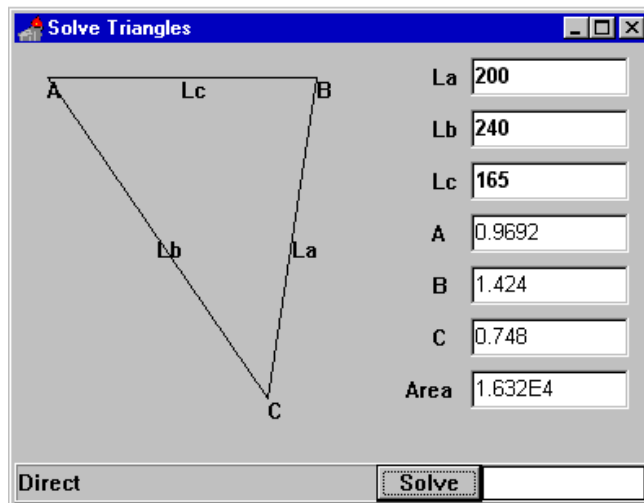 Solve Triangles
A Lc B
Lb La
C
La 200
Lb 240
Lc 165
A 0.9692
B 1.424
C 0.748
Area 1.632E4
Direct Solve